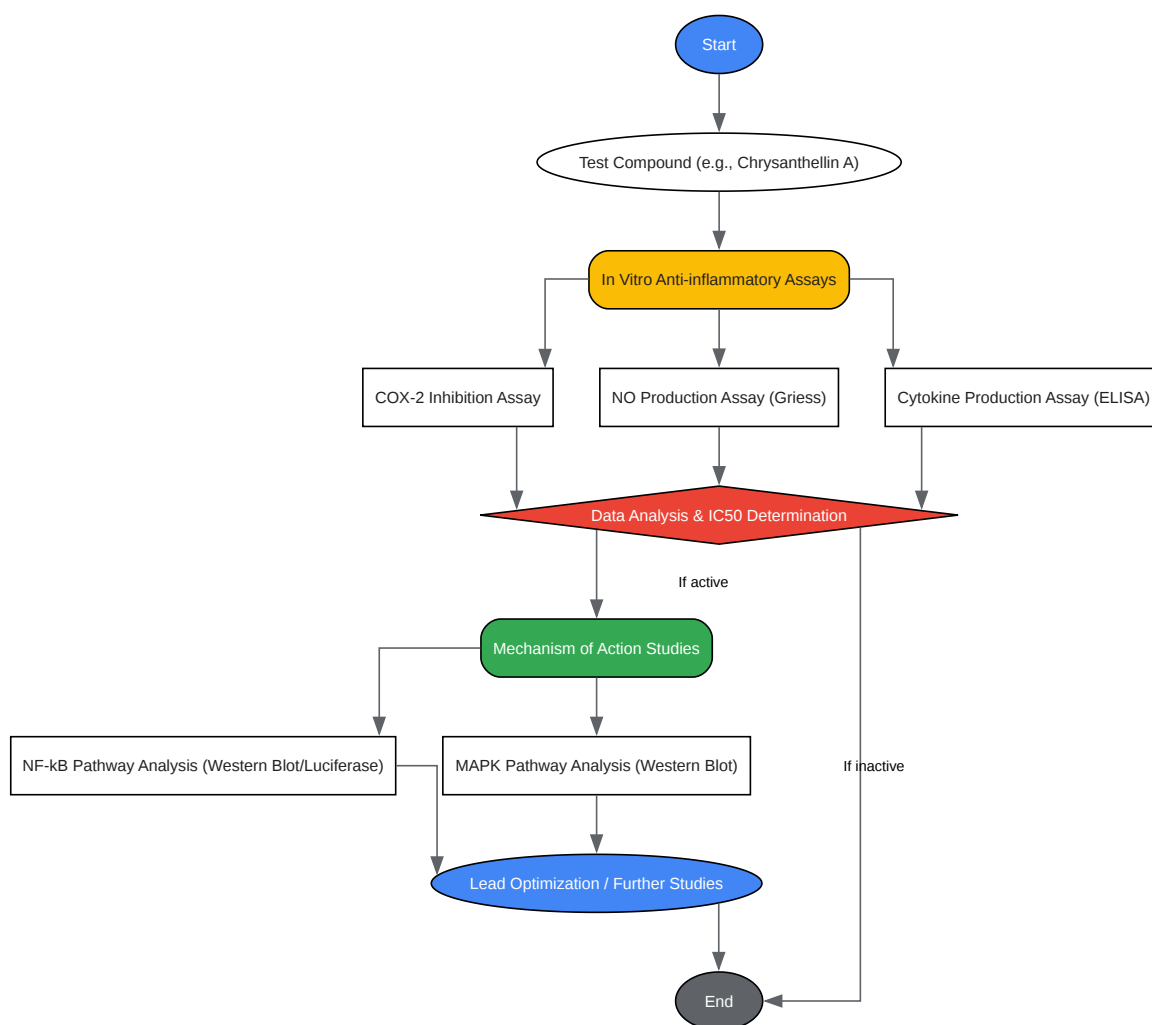 Start
Test Compound (e.g., Chrysanthellin A)
In Vitro Anti-inflammatory Assays
COX-2 Inhibition Assay
NO Production Assay (Griess)
Cytokine Production Assay (ELISA)
Data Analysis & IC50 Determination
If active
Mechanism of Action Studies
NF-kB Pathway Analysis (Western Blot/Luciferase)
MAPK Pathway Analysis (Western Blot)
If inactive
Lead Optimization / Further Studies
End